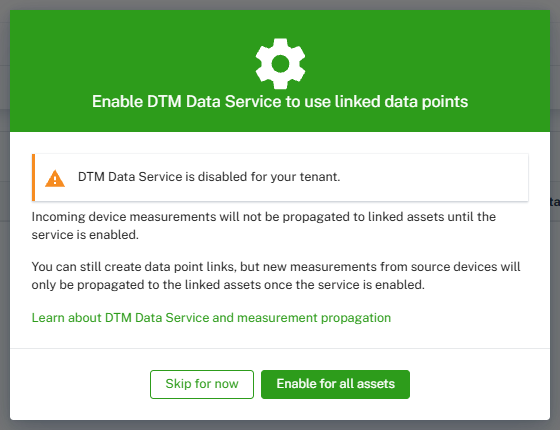 Enable DTM Data Service to use linked data points
DTM Data Service is disabled for your tenant.
Incoming device measurements will not be propagated to linked assets until the
service is enabled.
You can still create data point links, but new measurements from source devices will
only be propagated to the linked assets once the service is enabled.
Learn about DTM Data Service and measurement propagation
Skip for now
Enable for all assets